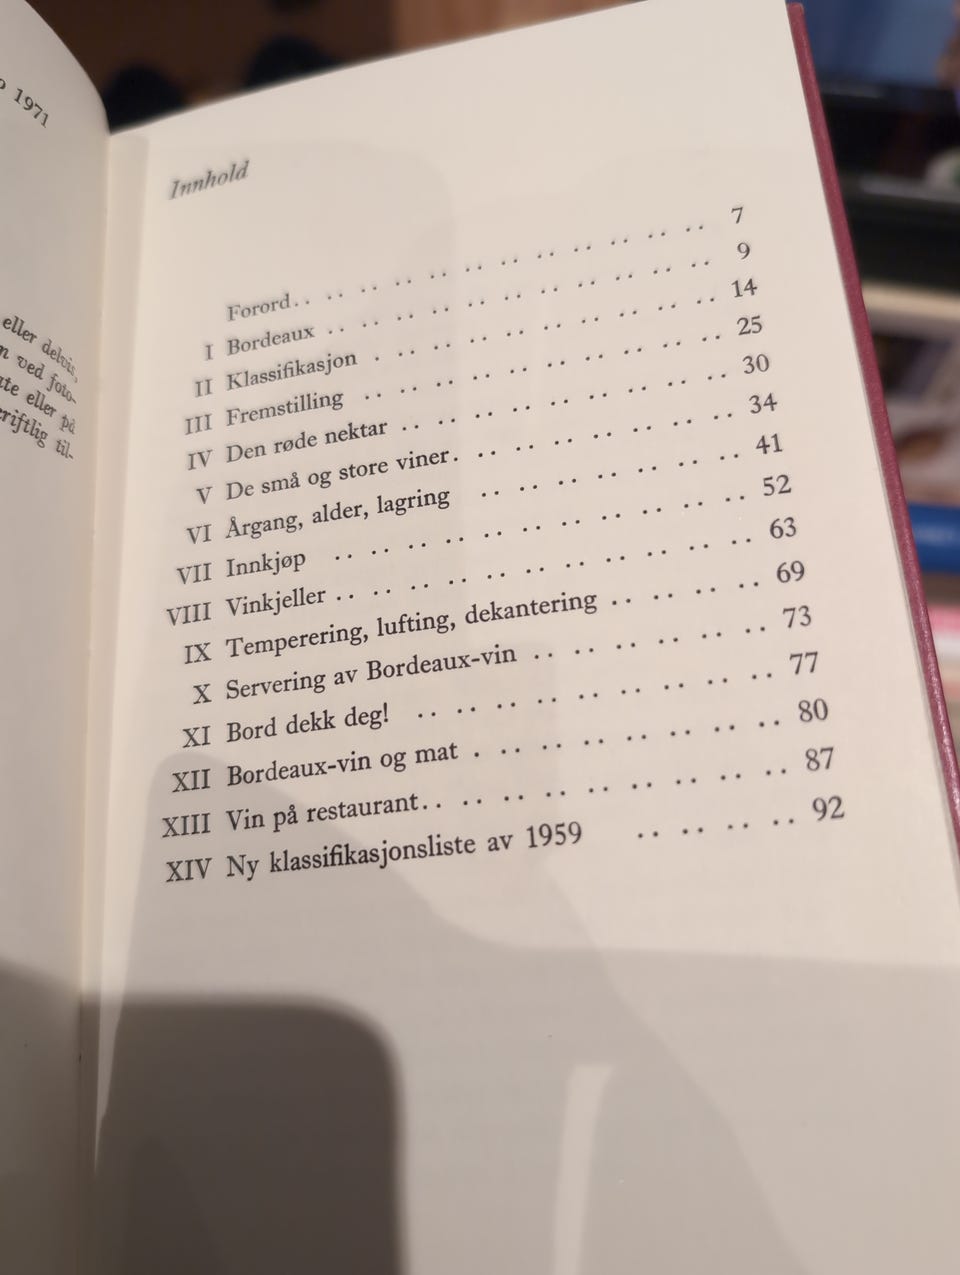 1971
eller delvis,
ved foto-
eller på
til-
Innhold
Forord . . . . . . . . . . . . . . . . . . . . . . . . 7
I Bordeaux . . . . . . . . . . . . . . . . . . . . . . 9
II Klassifikasjon . . . . . . . . . . . . . . . . . . . 14
III Fremstilling . . . . . . . . . . . . . . . . . . . . 25
IV Den røde nektar . . . . . . . . . . . . . . . . . . 30
V De små og store viner . . . . . . . . . . . . . . . 34
VI Årgang, alder, lagring . . . . . . . . . . . . . . 41
VII Innkjøp . . . . . . . . . . . . . . . . . . . . . . 52
VIII Vinkjeller . . . . . . . . . . . . . . . . . . . . . . 63
IX Temperering, lufting, dekantering . . . . . . . . 69
X Servering av Bordeaux-vin . . . . . . . . . . . . 73
XI Bord dekk deg! . . . . . . . . . . . . . . . . . . 77
XII Bordeaux-vin og mat . . . . . . . . . . . . . . . 80
XIII Vin på restaurant . . . . . . . . . . . . . . . . . . 87
XIV Ny klassifikasjonsliste av 1959 . . . . . . . . 92